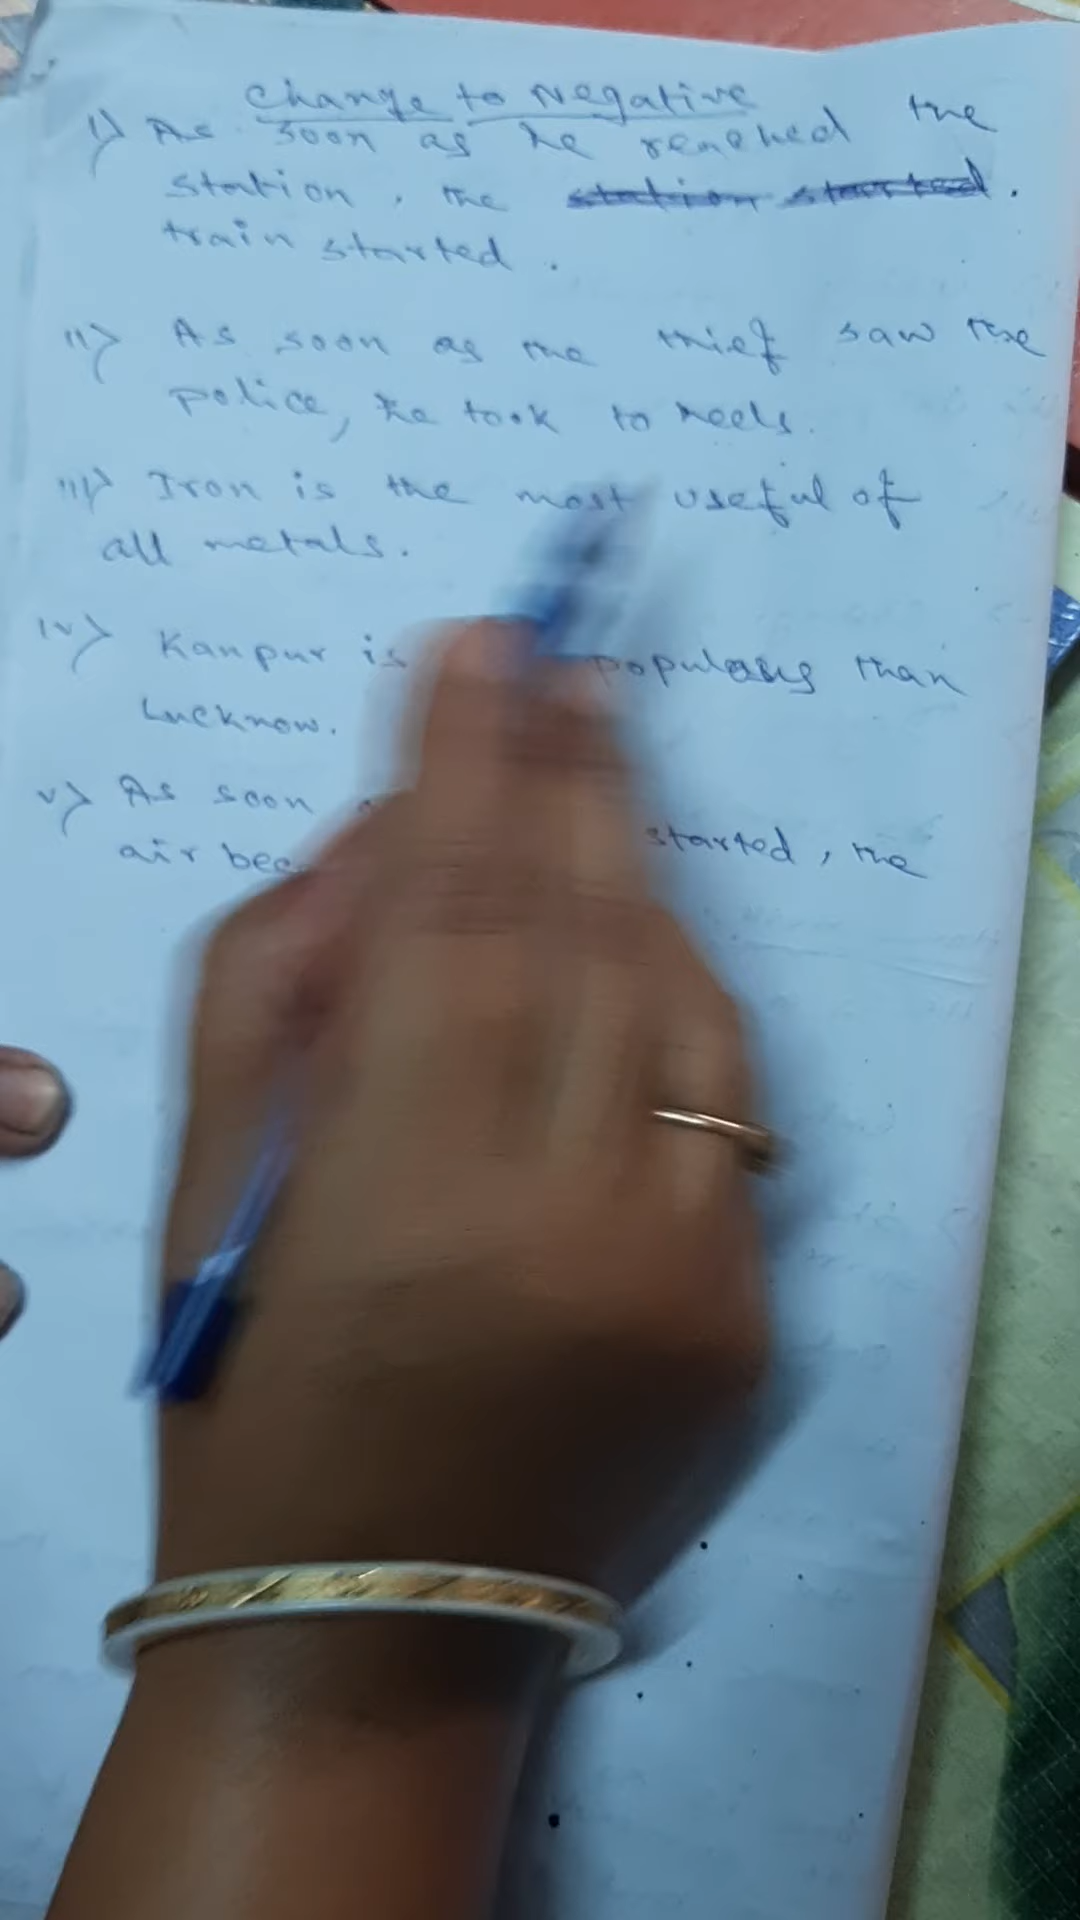 Change to Negative
i) As soon as he reached the
station, the station started.
train started.
ii) As soon as the thief saw the
police, he took to heels.
iii) Iron is the most useful of
all metals.
iv) Kanpur is populous than
Lucknow.
v) As soon started, the
air